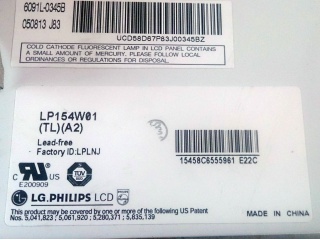 6091L-0345B
050813 J83
UCD58D87P83J00345BZ
COLD CATHODE FLUORESCENT LAMP IN LCD PANEL CONTAINS
A SMALL AMOUNT OF MERCURY. PLEASE FOLLOW LOCAL
ORDINANCES OR REGULATIONS FOR DISPOSAL.
LP154W01
(TL)(A2)
Lead-free
Factory ID:LPLNJ
15458C6555961 E22C
C US
E200909
LG.PHILIPS LCD
This product may be covered by one or more of the following US Patent
Nos. 5,041,823 ; 5,061,920 ; 5,280,371 ; 5,835,139
MADE IN CHINA